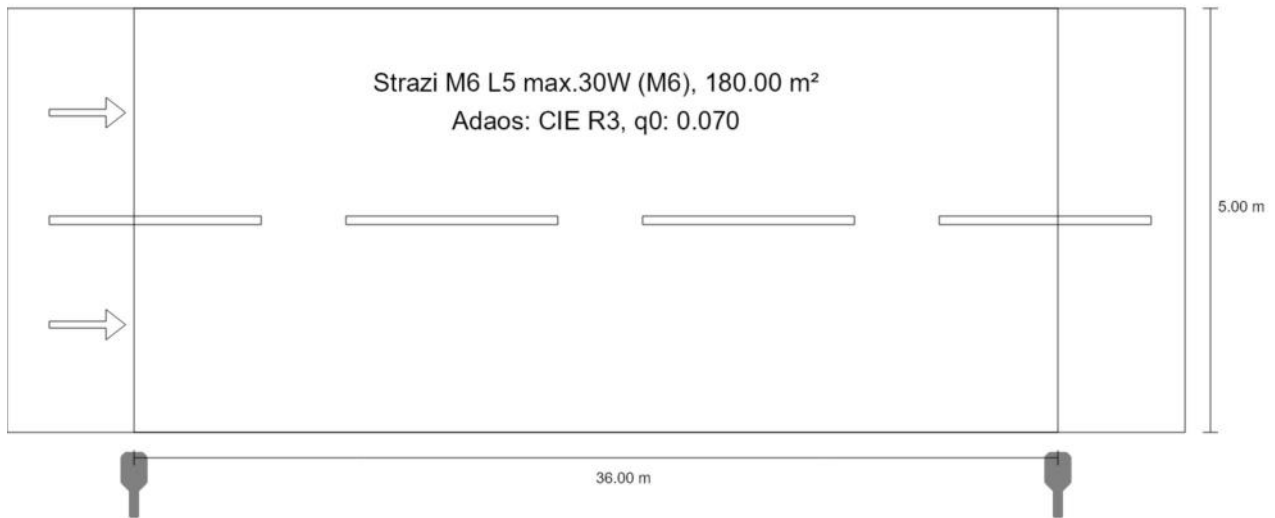 Strazi M6 L5 max.30W (M6), 180.00 m²
Adaos: CIE R3, q0: 0.070
5.00 m
36.00 m